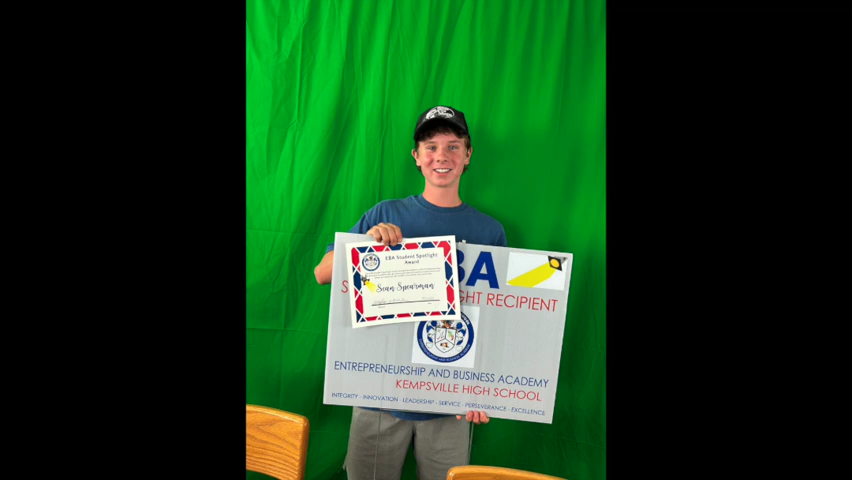 EBA Student Spotlight
Award
Sean Spearman
BA
GHT RECIPIENT
ENTREPRENEURSHIP AND BUSINESS ACADEMY
KEMPSVILLE HIGH SCHOOL
INTEGRITY - INNOVATION - LEADERSHIP - SERVICE - PERSEVERANCE - EXCELLENCE